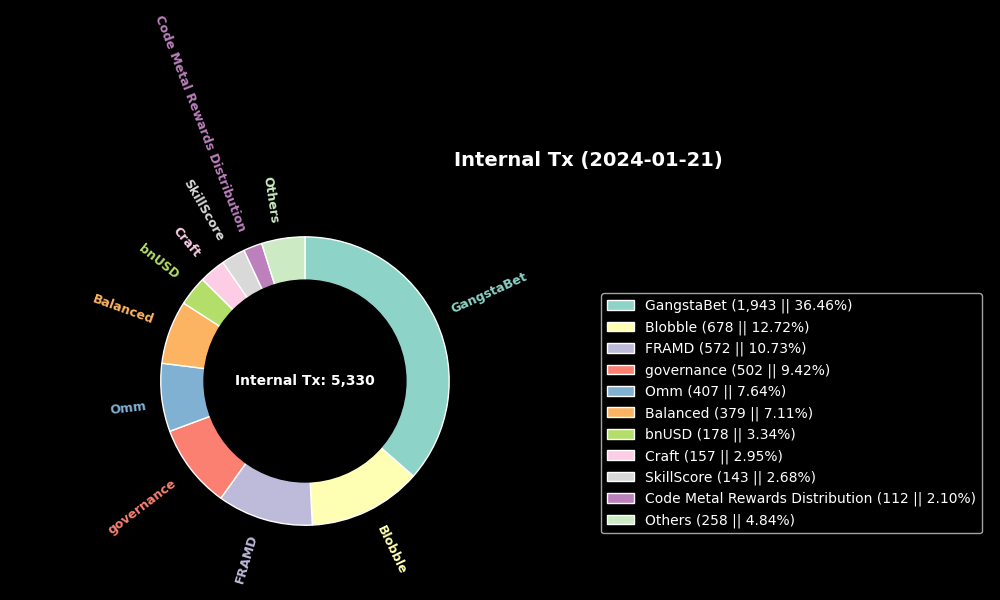 Internal Tx (2024-01-21)
Code Metal Rewards Distribution
SkillScore
Others
Craft
bnUSD
Balanced
GangstaBet
Omm
governance
FRAMD
Blobble
Internal Tx: 5,330
GangstaBet (1,943 || 36.46%)
Blobble (678 || 12.72%)
FRAMD (572 || 10.73%)
governance (502 || 9.42%)
Omm (407 || 7.64%)
Balanced (379 || 7.11%)
bnUSD (178 || 3.34%)
Craft (157 || 2.95%)
SkillScore (143 || 2.68%)
Code Metal Rewards Distribution (112 || 2.10%)
Others (258 || 4.84%)